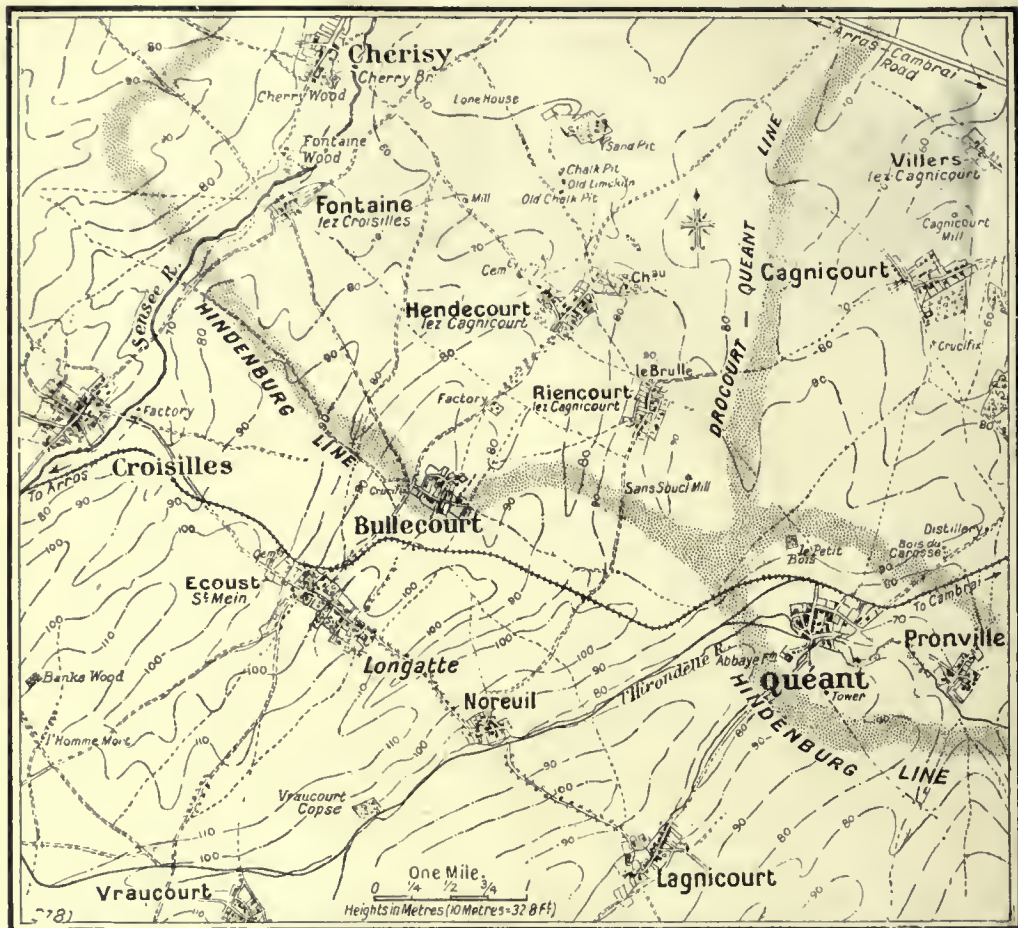 Arras-Cambrai
Road
Chérisy
Cherry Br.
Cherry Wood
Lone House
Fontaine
Wood
Sand Pit
Chalk Pit
Old Limekiln
Old Chalk Pit
Mill
Fontaine
lez Croisilles
Villers-
lez Cagnicourt
Cagnicourt
Mill
Cagnicourt
Crucifix
Sensée R.
Cem.
Chau
Hendecourt
lez Cagnicourt
DROCOURT — QUÉANT LINE
HINDENBURG LINE
le Brulle
Riencourt
lez Cagnicourt
Factory
Factory
Croisilles
To Arras
Crucifix
Bullecourt
Sans Souci Mill
le Petit
Bois
Distillery
Bois du
Carosse
To Cambrai
Cem.
Ecoust
St Mein
Longatte
Pronville
Quéant
Tower
Abbaye
l'Hirondelle R.
HINDENBURG LINE
Banks Wood
l'Homme Mort
Noreuil
Vraucourt
Copse
Vraucourt
Lagnicourt
One Mile.
0 ¼ ½ ¾ 1
Heights in Metres (10 Metres=32.8 Ft)